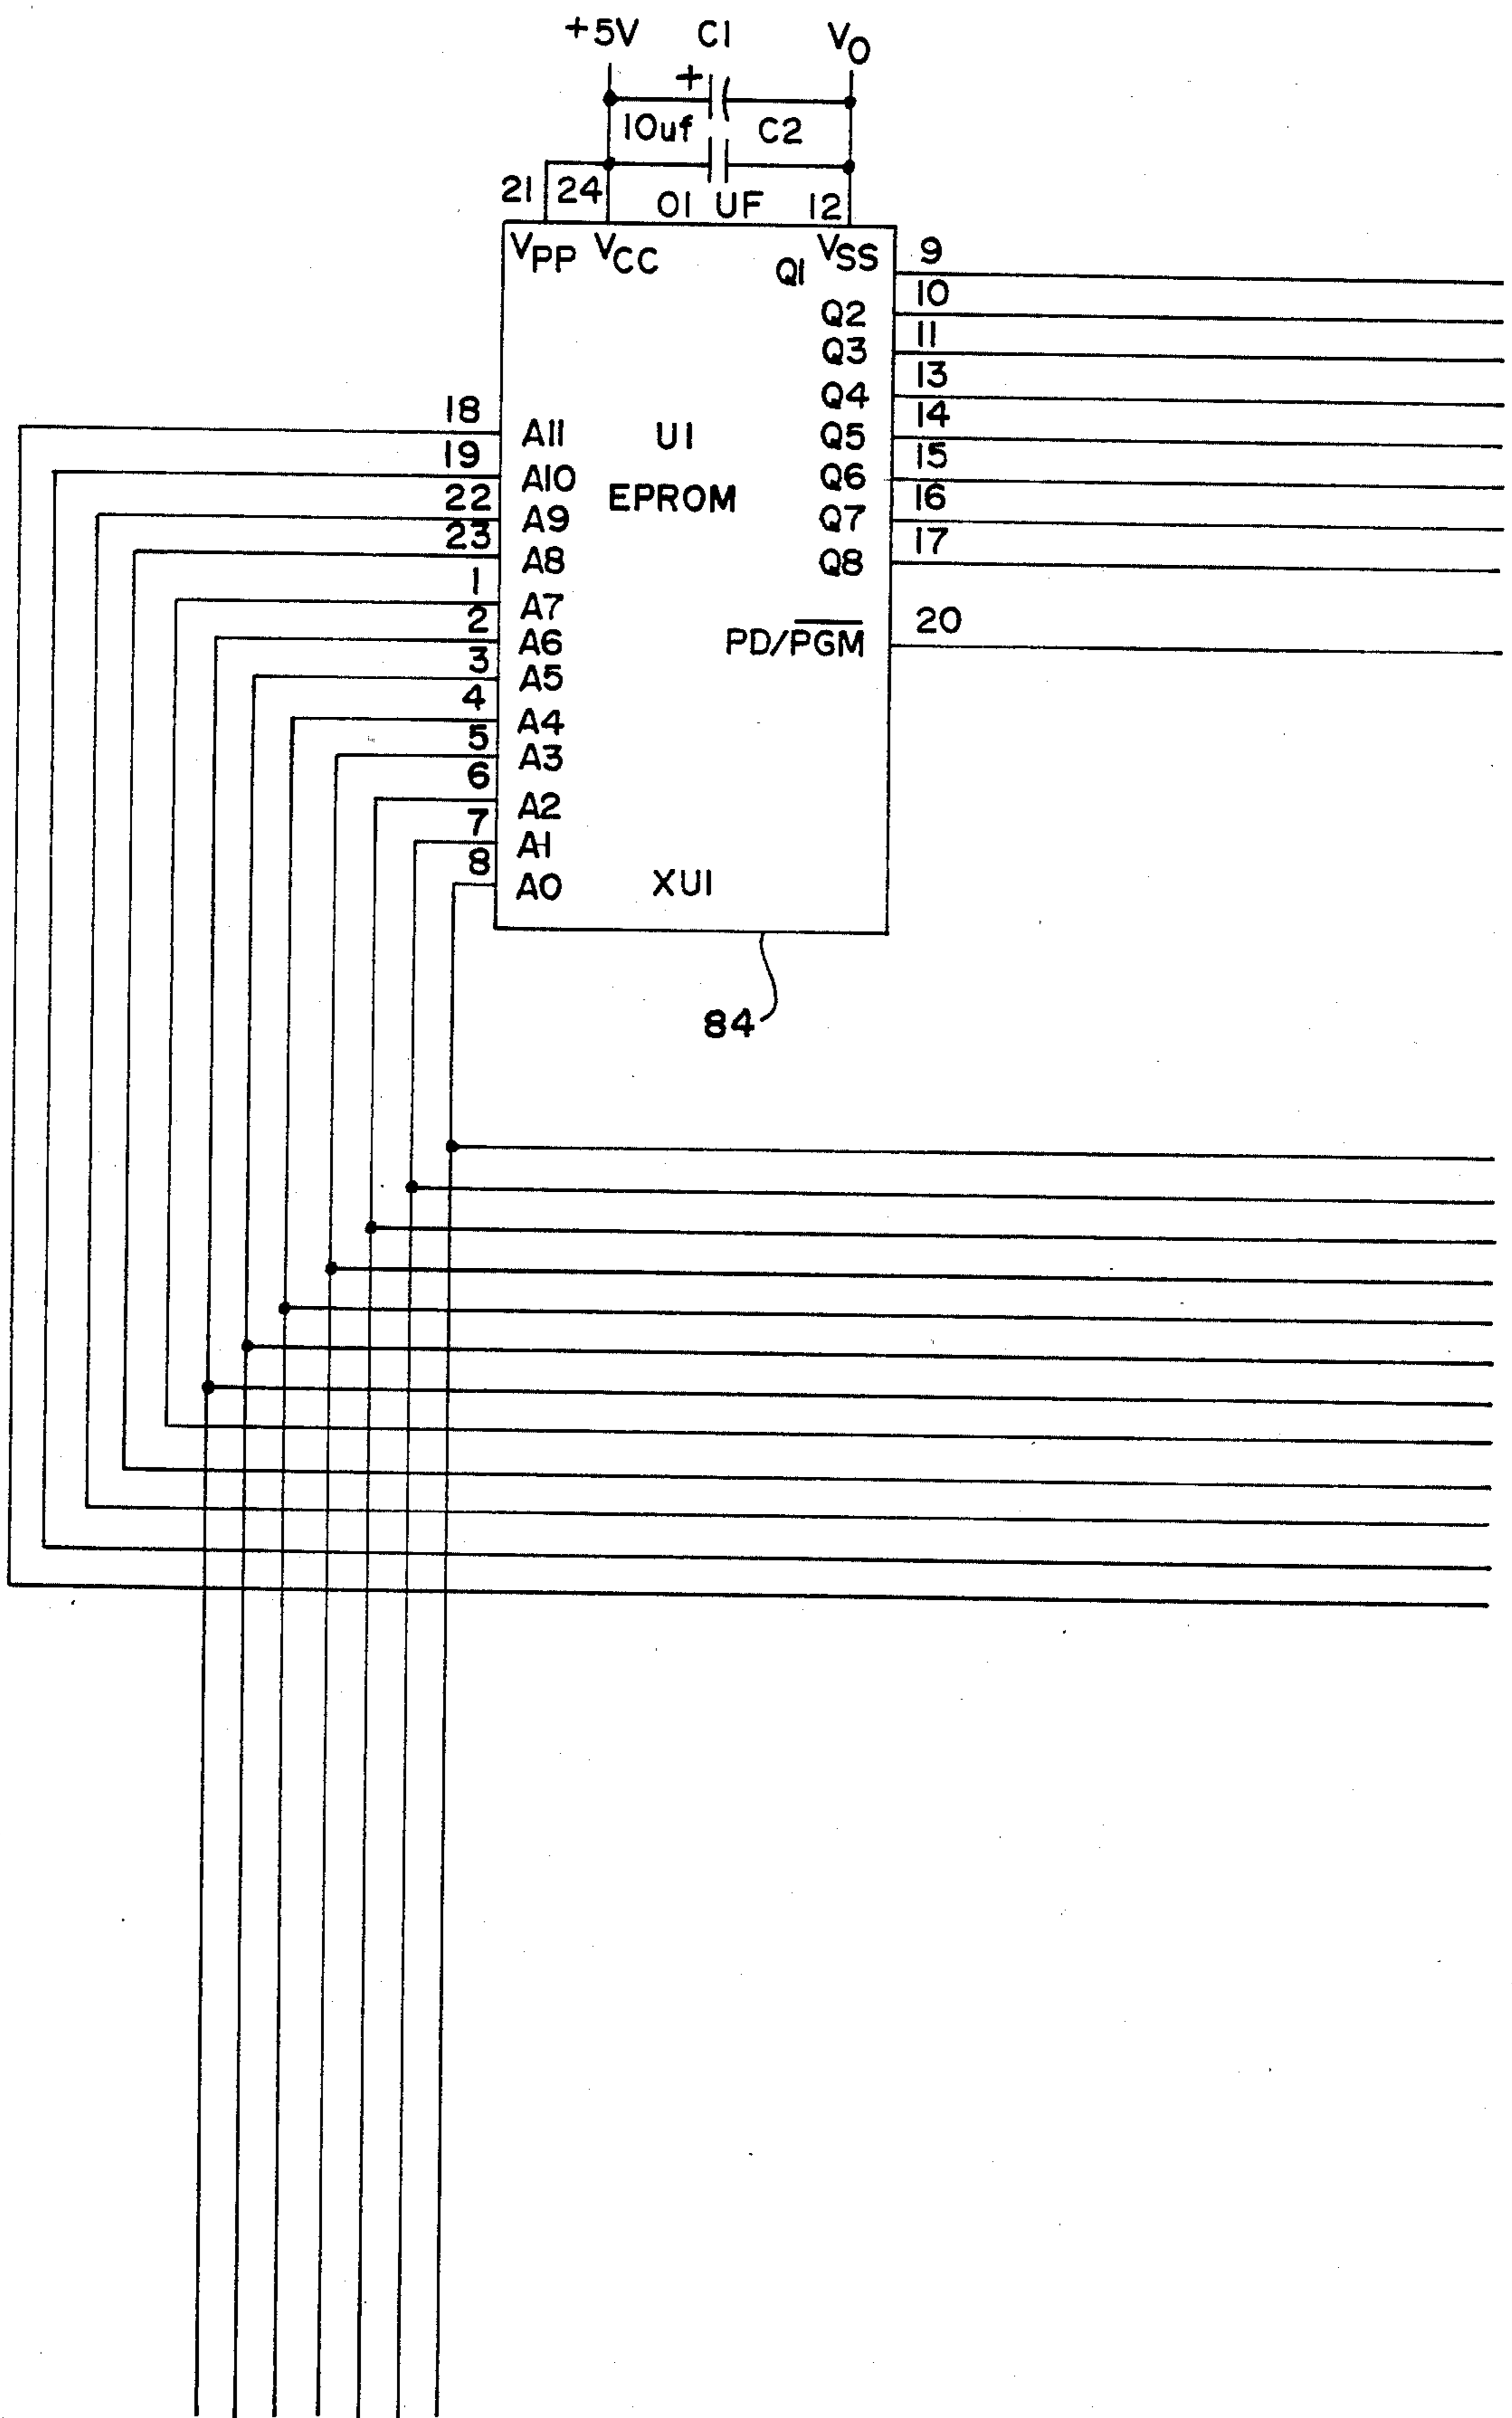 +5V C1 VO
+
10uf C2
21 24 01 UF 12
VPP VCC VSS 9
Q1
10
Q2
11
Q3
13
Q4
18 14
A11 U1 Q5
19 15
A10 EPROM Q6
22 16
A9 Q7
23 17
A8 Q8
1
A7 20
2
A6 PD/PGM
3
A5
4
A4
5
A3
6
A2
7
A1
8
A0 XU1
84